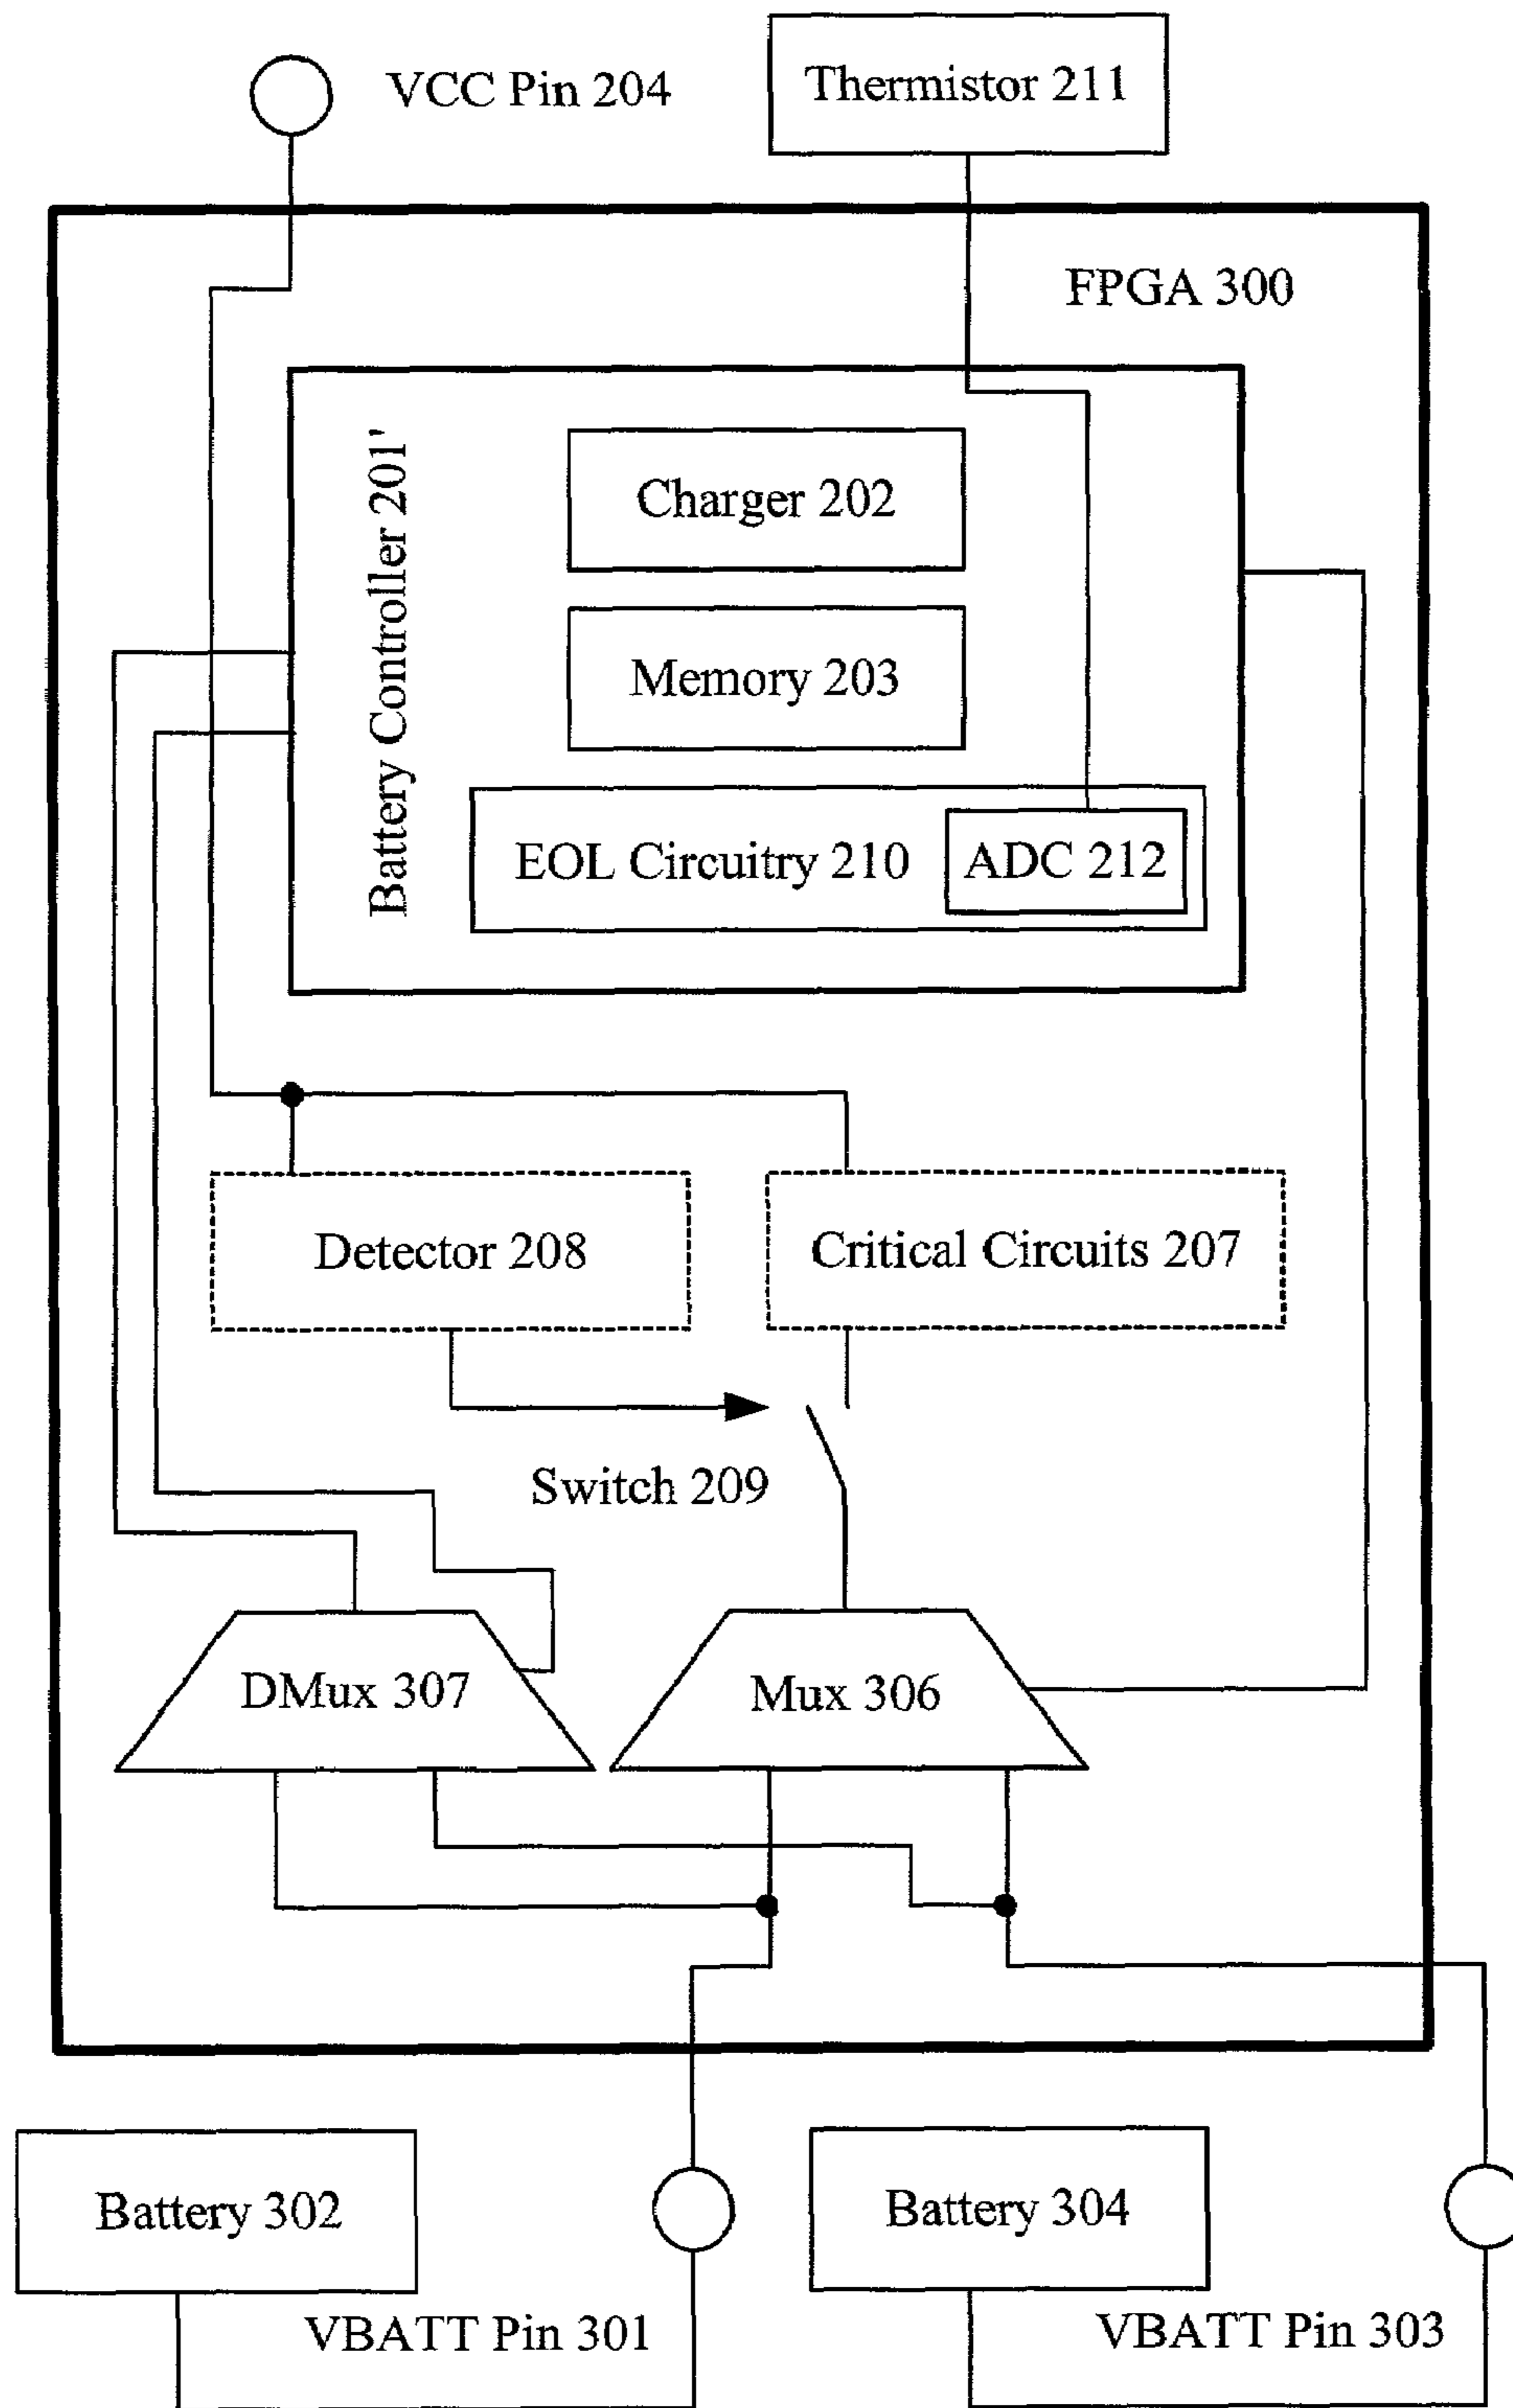 VCC Pin 204
Thermistor 211
FPGA 300
Battery Controller 201'
Charger 202
Memory 203
EOL Circuitry 210
ADC 212
Detector 208
Critical Circuits 207
Switch 209
DMux 307
Mux 306
Battery 302
Battery 304
VBATT Pin 301
VBATT Pin 303